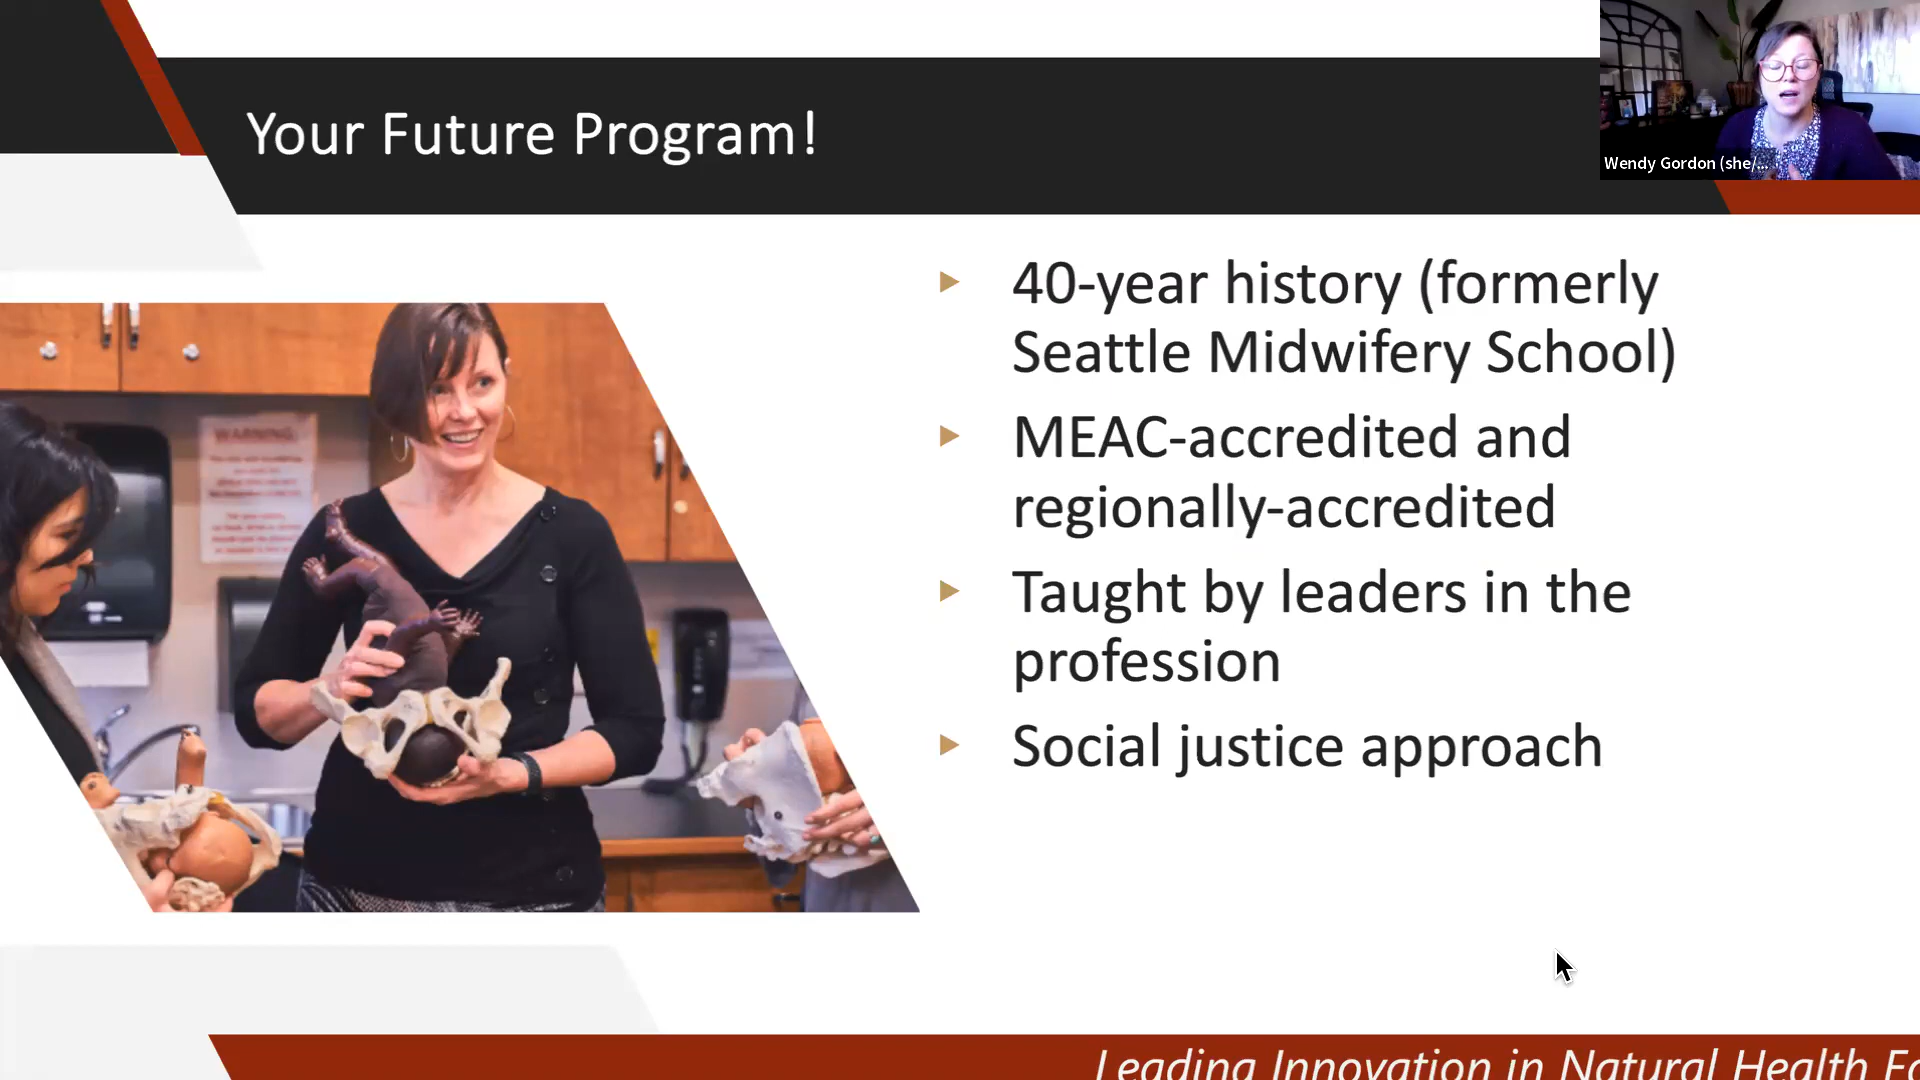 Your Future Program!
Wendy Gordon (she/...
40-year history (formerly
Seattle Midwifery School)
MEAC-accredited and
regionally-accredited
Taught by leaders in the
profession
Social justice approach
WARNING:
Leading Innovation in Natural Health